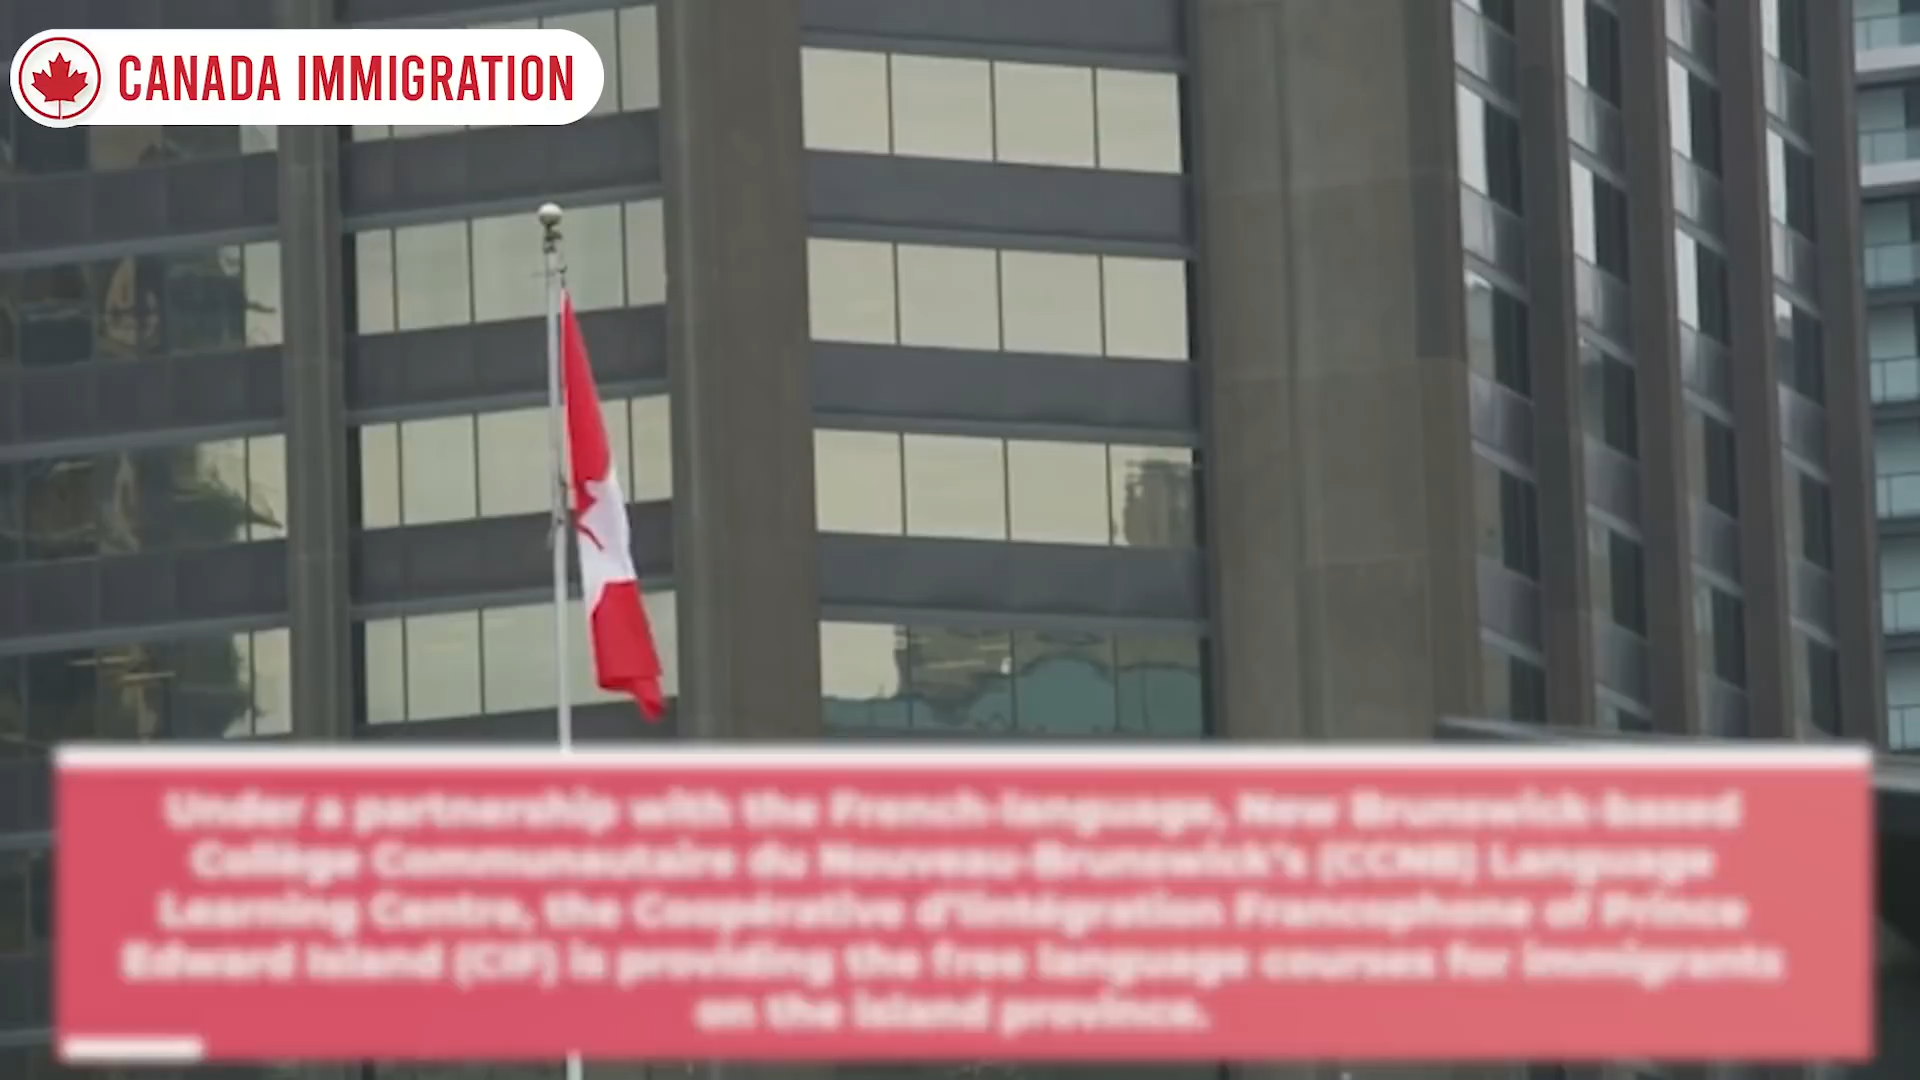 CANADA IMMIGRATION
Under a partnership with the French-language, New Brunswick-based
Collège Communautaire du Nouveau-Brunswick's (CCNB) Language
Learning Centre, the Coopérative d'Iintégration Francophone of Prince
Edward Island (CIF) is providing the free language courses for immigrants
on the island province.